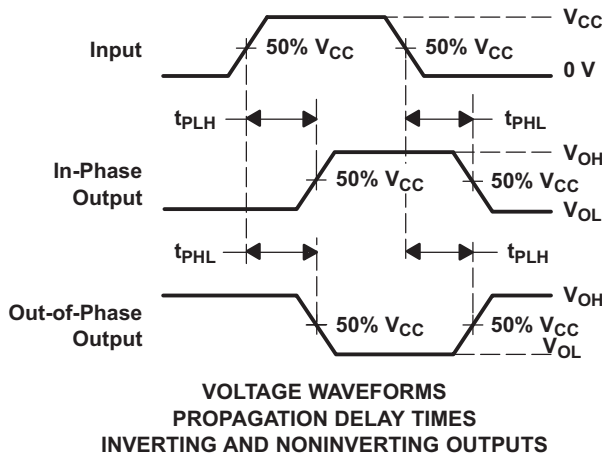 V_CC
Input
50% V_CC
50% V_CC
0 V
t_PLH
t_PHL
V_OH
In-Phase
Output
50% V_CC
50% V_CC
V_OL
t_PHL
t_PLH
V_OH
Out-of-Phase
Output
50% V_CC
50% V_CC
V_OL
VOLTAGE WAVEFORMS
PROPAGATION DELAY TIMES
INVERTING AND NONINVERTING OUTPUTS